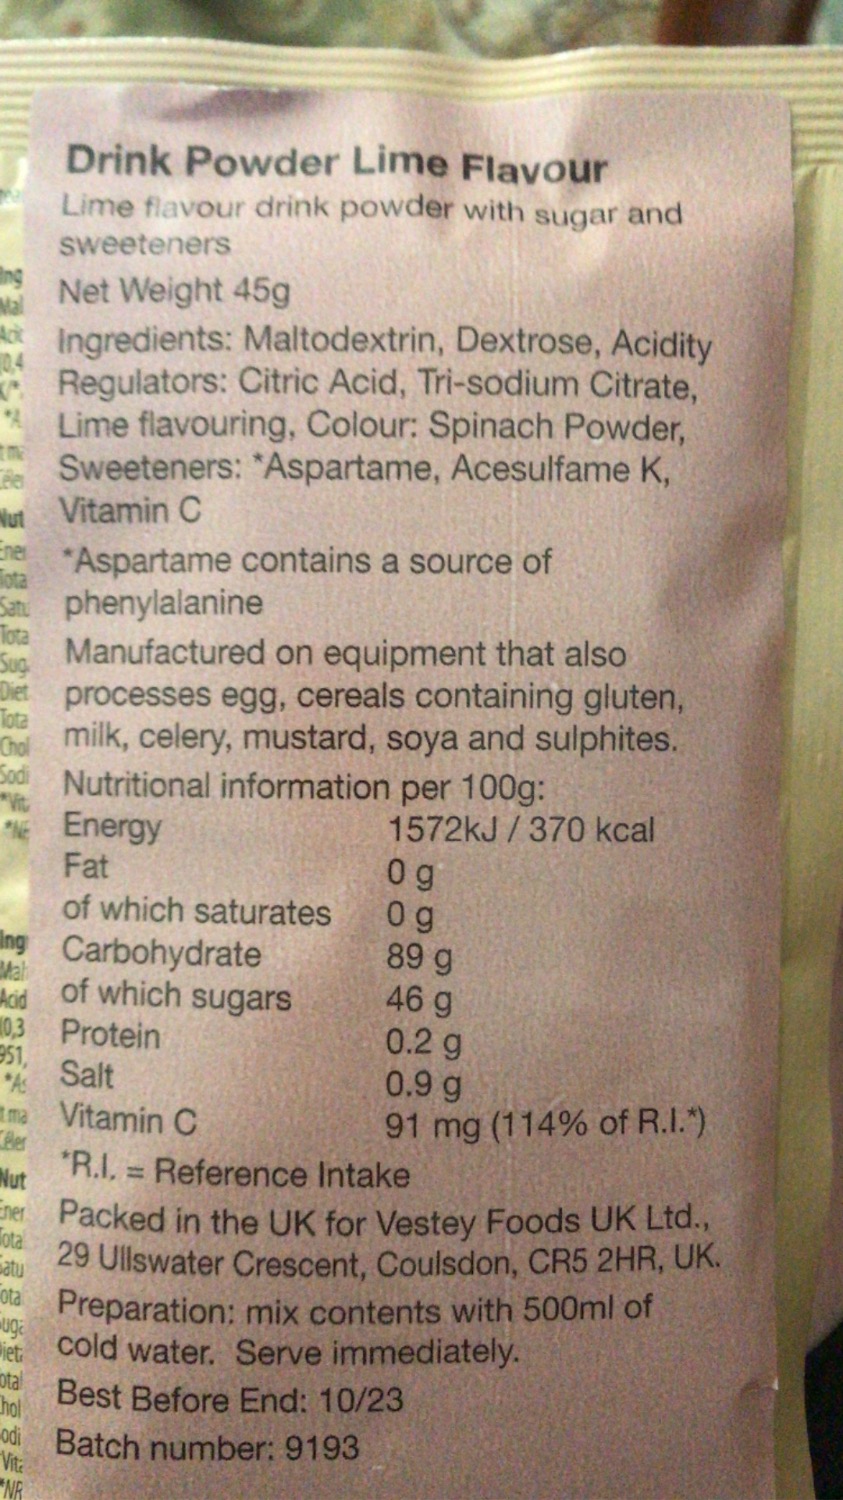 Drink Powder Lime Flavour
Lime flavour drink powder with sugar and
sweeteners
Net Weight 45g
Ingredients: Maltodextrin, Dextrose, Acidity
Regulators: Citric Acid, Tri-sodium Citrate,
Lime flavouring, Colour: Spinach Powder,
Sweeteners: *Aspartame, Acesulfame K,
Vitamin C
*Aspartame contains a source of
phenylalanine
Manufactured on equipment that also
processes egg, cereals containing gluten,
milk, celery, mustard, soya and sulphites.
Nutritional information per 100g:
Energy 1572kJ / 370 kcal
Fat 0 g
of which saturates 0 g
Carbohydrate 89 g
of which sugars 46 g
Protein 0.2 g
Salt 0.9 g
Vitamin C 91 mg (114% of R.I.*)
*R.I. = Reference Intake
Packed in the UK for Vestey Foods UK Ltd.,
29 Ullswater Crescent, Coulsdon, CR5 2HR, UK.
Preparation: mix contents with 500ml of
cold water. Serve immediately.
Best Before End: 10/23
Batch number: 9193